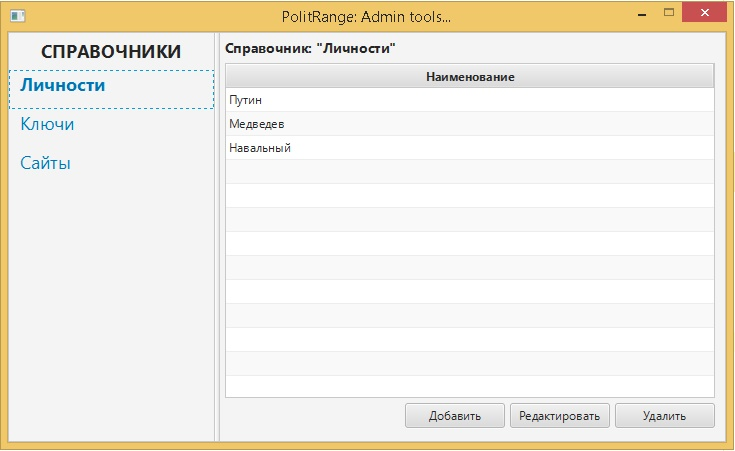 PolitRange: Admin tools...
СПРАВОЧНИКИ
Личности
Ключи
Сайты
Справочник: "Личности"
Наименование
Путин
Медведев
Навальный
Добавить
Редактировать
Удалить